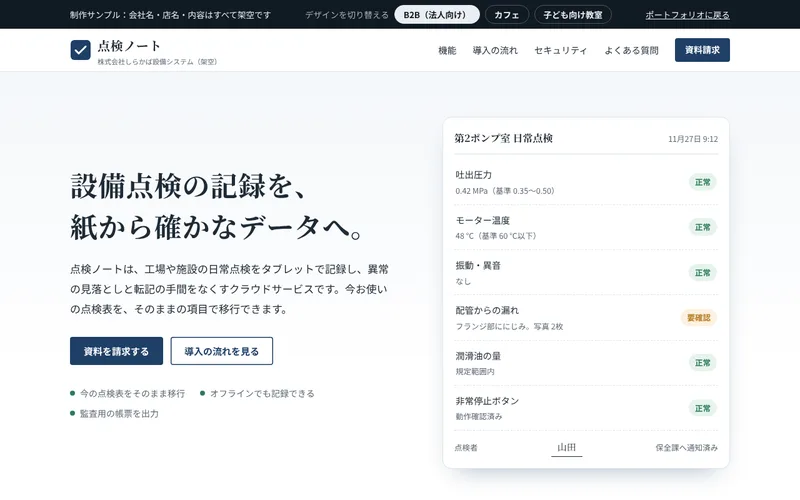 制作サンプル：会社名・店名・内容はすべて架空です
デザインを切り替える
B2B（法人向け）
カフェ
子ども向け教室
ポートフォリオに戻る
点検ノート
株式会社しらかば設備システム（架空）
機能
導入の流れ
セキュリティ
よくある質問
資料請求
設備点検の記録を、
紙から確かなデータへ。
点検ノートは、工場や施設の日常点検をタブレットで記録し、異常
の見落としと転記の手間をなくすクラウドサービスです。今お使い
の点検表を、そのままの項目で移行できます。
資料を請求する
導入の流れを見る
今の点検表をそのまま移行
オフラインでも記録できる
監査用の帳票を出力
第2ポンプ室 日常点検
11月27日 9:12
吐出圧力
0.42 MPa（基準 0.35〜0.50）
正常
モーター温度
48 °C（基準 60 °C以下）
正常
振動・異音
なし
正常
配管からの漏れ
フランジ部ににじみ。写真 2枚
要確認
潤滑油の量
規定範囲内
正常
非常停止ボタン
動作確認済み
正常
点検者
山田
保全課へ通知済み